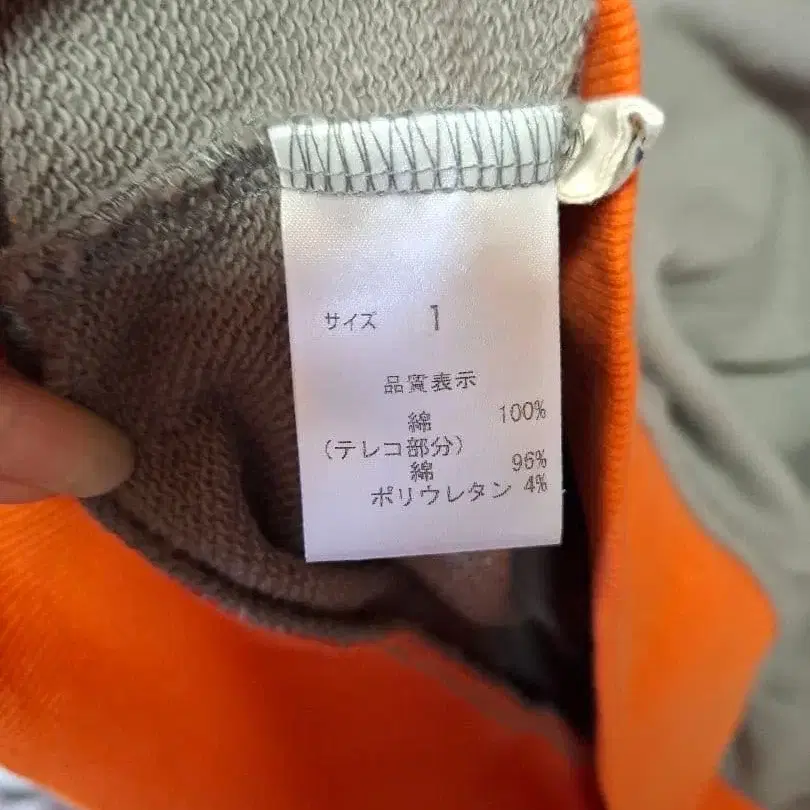 サイズ 1
品質表示
綿 100%
(テレコ部分)
綿 96%
ポリウレタン 4%